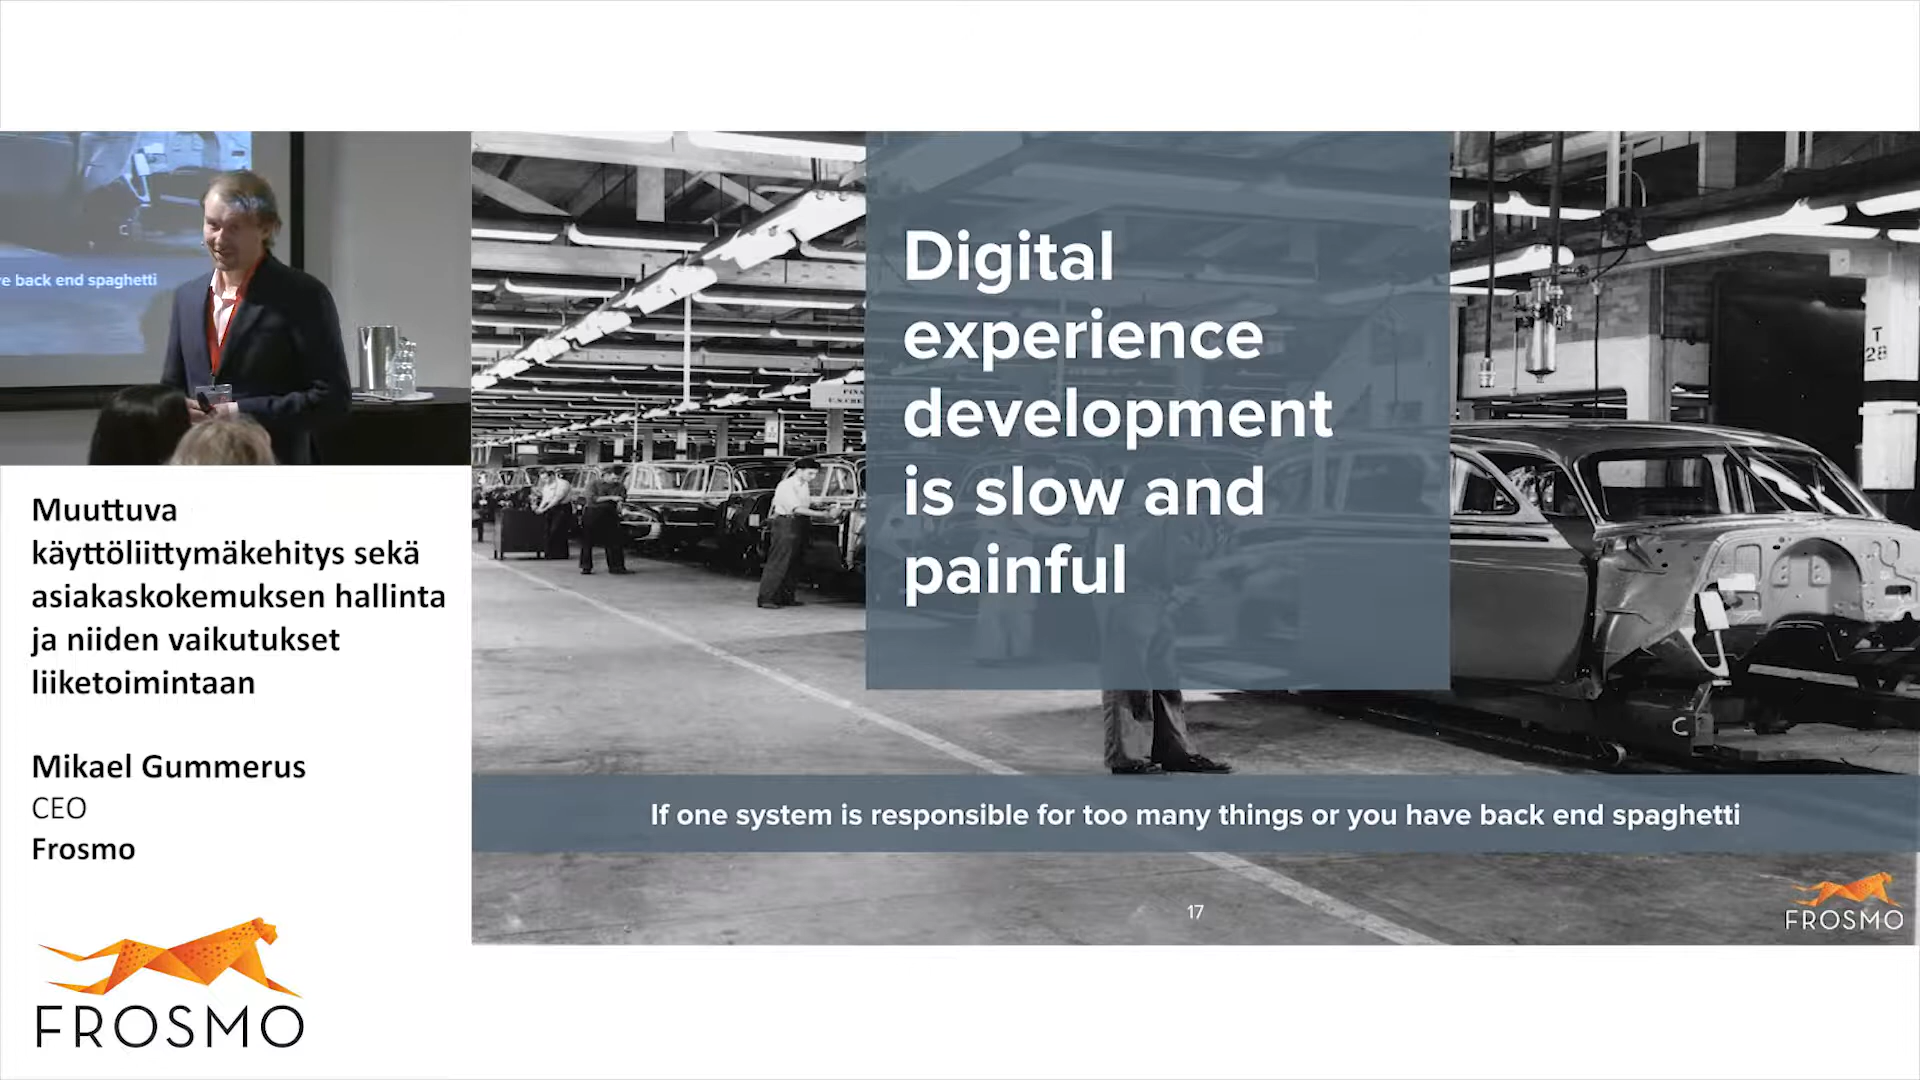 ve back end spaghetti
Muuttuva
käyttöliittymäkehitys sekä
asiakaskokemuksen hallinta
ja niiden vaikutukset
liiketoimintaan
Mikael Gummerus
CEO
Frosmo
FROSMO
Digital
experience
development
is slow and
painful
T
28
If one system is responsible for too many things or you have back end spaghetti
17
FROSMO